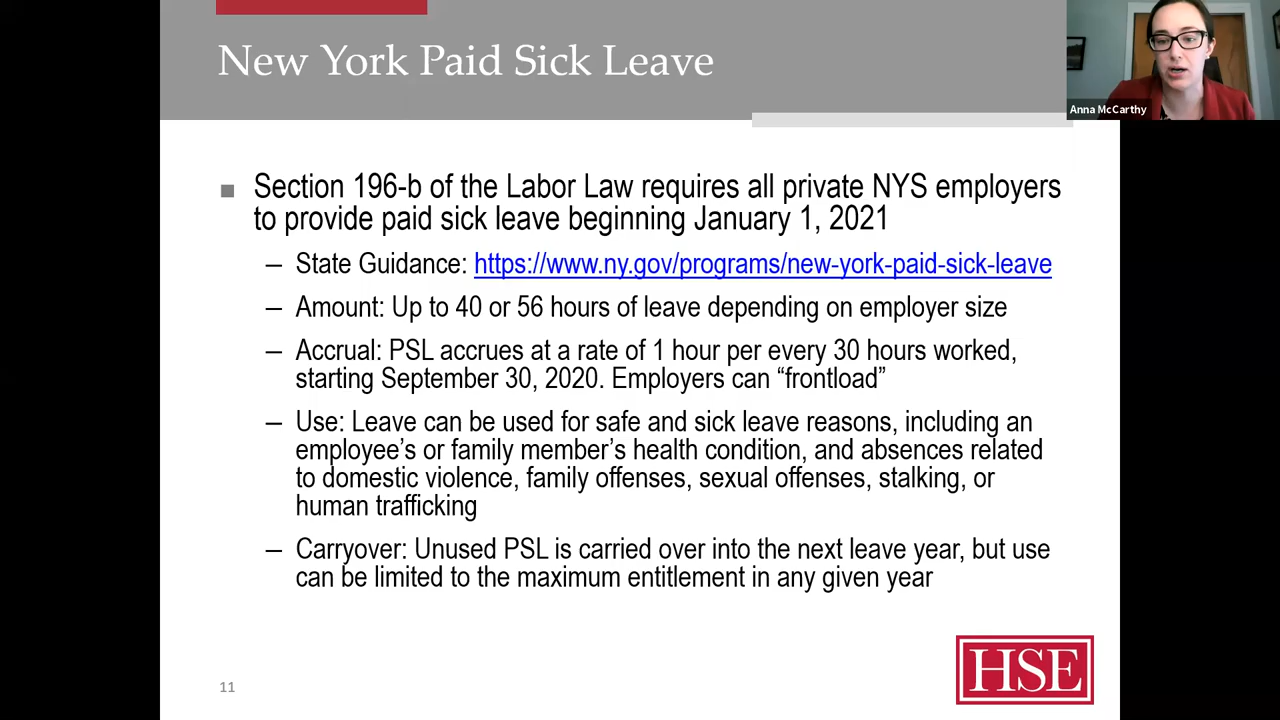 New York Paid Sick Leave
Anna McCarthy
■ Section 196-b of the Labor Law requires all private NYS employers
to provide paid sick leave beginning January 1, 2021
– State Guidance: https://www.ny.gov/programs/new-york-paid-sick-leave
– Amount: Up to 40 or 56 hours of leave depending on employer size
– Accrual: PSL accrues at a rate of 1 hour per every 30 hours worked,
starting September 30, 2020. Employers can “frontload”
– Use: Leave can be used for safe and sick leave reasons, including an
employee’s or family member’s health condition, and absences related
to domestic violence, family offenses, sexual offenses, stalking, or
human trafficking
– Carryover: Unused PSL is carried over into the next leave year, but use
can be limited to the maximum entitlement in any given year
11
HSE